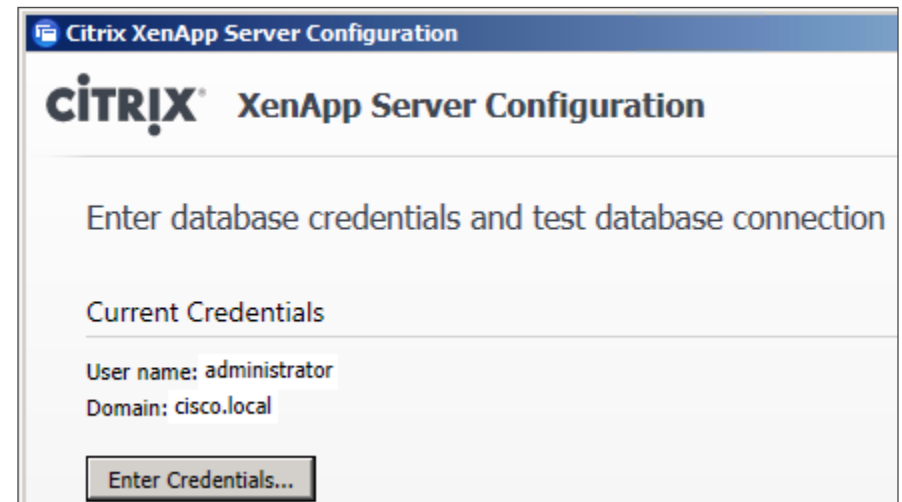 Citrix XenApp Server Configuration
CITRIX® XenApp Server Configuration
Enter database credentials and test database connection
Current Credentials
User name: administrator
Domain: cisco.local
Enter Credentials...